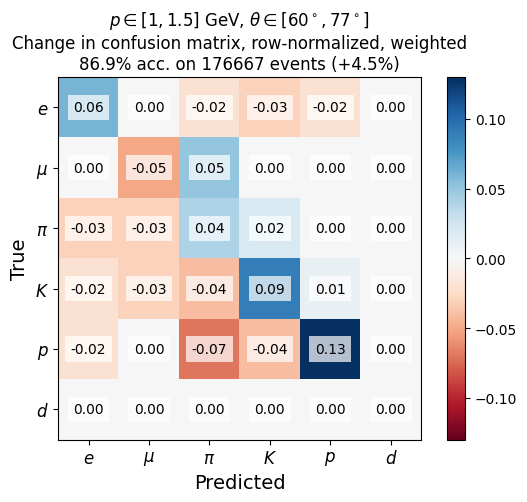 p ∈ [1, 1.5] GeV, θ ∈ [60°, 77°]
Change in confusion matrix, row-normalized, weighted
86.9% acc. on 176667 events (+4.5%)
e 0.06 0.00 -0.02 -0.03 -0.02 0.00
μ 0.00 -0.05 0.05 0.00 0.00 0.00
π -0.03 -0.03 0.04 0.02 0.00 0.00
K -0.02 -0.03 -0.04 0.09 0.01 0.00
p -0.02 0.00 -0.07 -0.04 0.13 0.00
d 0.00 0.00 0.00 0.00 0.00 0.00
e μ π K p d
True
Predicted
0.10
0.05
0.00
−0.05
−0.10